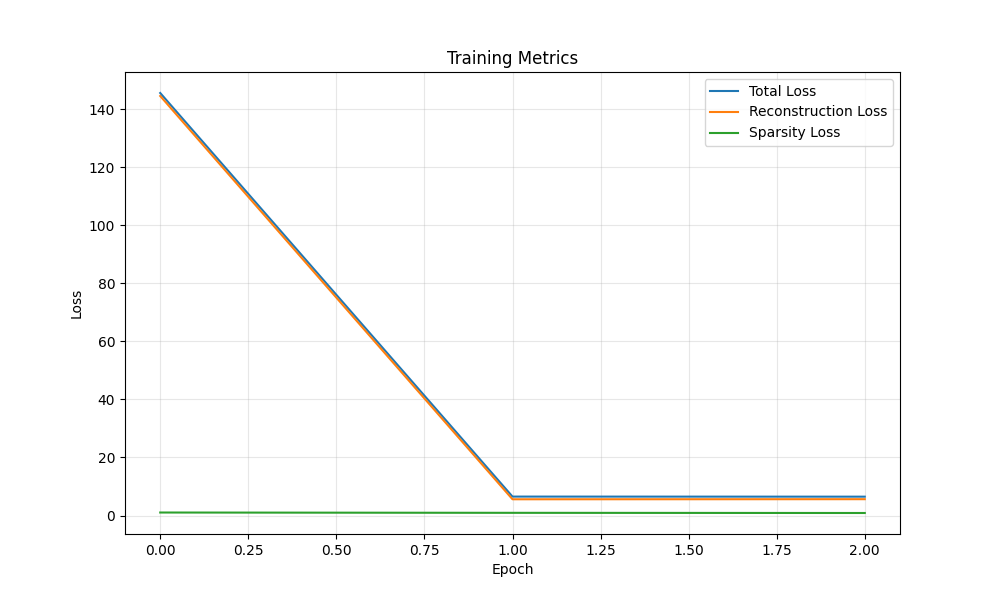 Training Metrics
Total Loss
Reconstruction Loss
Sparsity Loss
Loss
140
120
100
80
60
40
20
0
0.00 0.25 0.50 0.75 1.00 1.25 1.50 1.75 2.00
Epoch